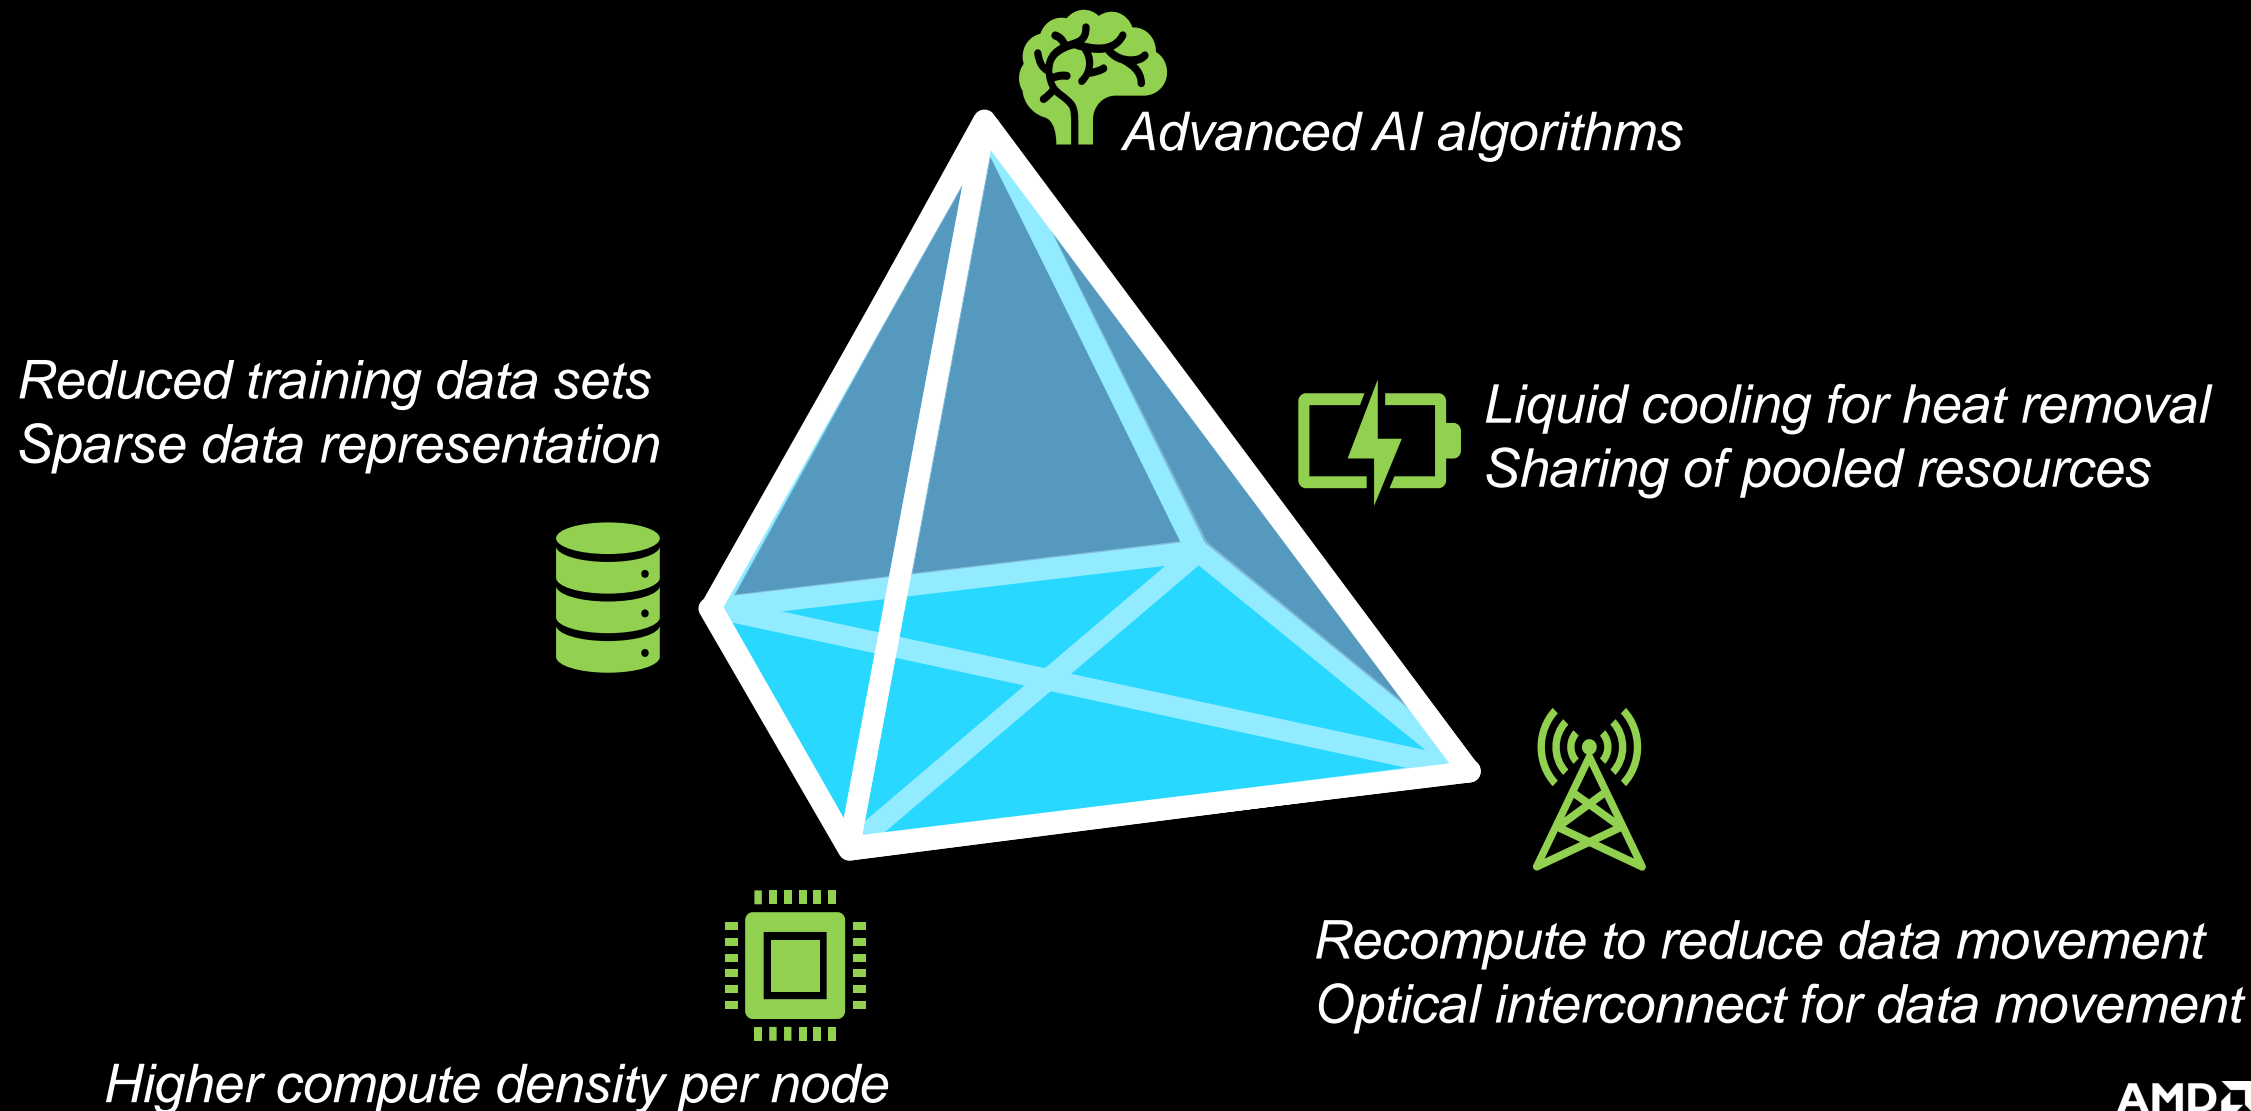 Advanced AI algorithms
Reduced training data sets
Sparse data representation
Liquid cooling for heat removal
Sharing of pooled resources
Recompute to reduce data movement
Optical interconnect for data movement
Higher compute density per node
AMD